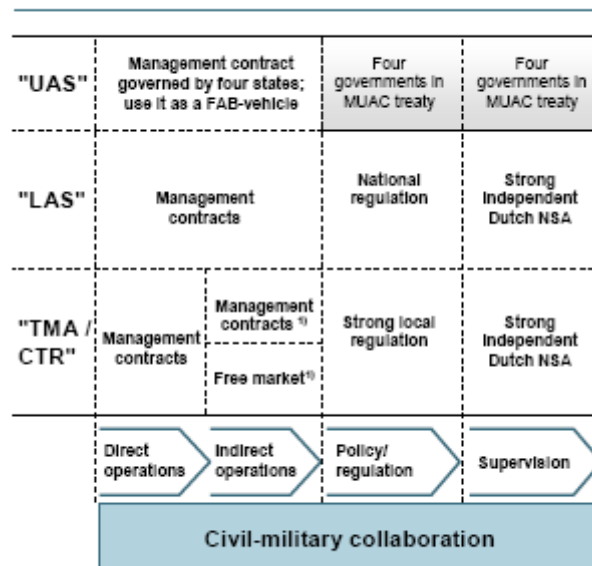 "UAS"
Management contract
governed by four states;
use it as a FAB-vehicle
Four
governments in
MUAC treaty
Four
governments in
MUAC treaty
"LAS"
Management
contracts
National
regulation
Strong
Independent
Dutch NSA
"TMA /
CTR"
Management
contracts
Management
contracts ¹⁾
Free market¹⁾
Strong local
regulation
Strong
Independent
Dutch NSA
Direct
operations
Indirect
operations
Policy/
regulation
Supervision
Civil-military collaboration